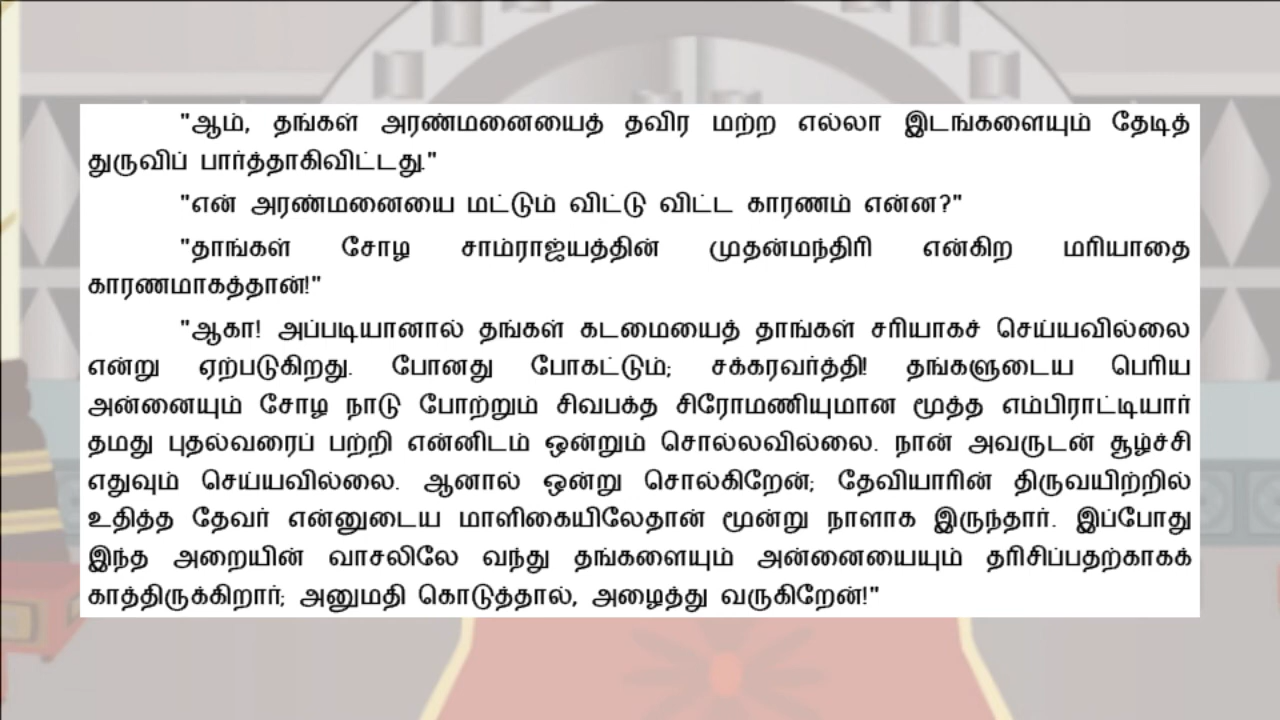 "ஆம், தங்கள் அரண்மனையைத் தவிர மற்ற எல்லா இடங்களையும் தேடித்
துருவிப் பார்த்தாகிவிட்டது."
"என் அரண்மனையை மட்டும் விட்டு விட்ட காரணம் என்ன?"
"தாங்கள் சோழ சாம்ராஜ்யத்தின் முதன்மந்திரி என்கிற மரியாதை
காரணமாகத்தான்!"
"ஆகா! அப்படியானால் தங்கள் கடமையைத் தாங்கள் சரியாகச் செய்யவில்லை
என்று ஏற்படுகிறது. போனது போகட்டும்; சக்கரவர்த்தி! தங்களுடைய பெரிய
அன்னையும் சோழ நாடு போற்றும் சிவபக்த சிரோமணியுமான மூத்த எம்பிராட்டியார்
தமது புதல்வரைப் பற்றி என்னிடம் ஒன்றும் சொல்லவில்லை. நான் அவருடன் சூழ்ச்சி
எதுவும் செய்யவில்லை. ஆனால் ஒன்று சொல்கிறேன்; தேவியாரின் திருவயிற்றில்
உதித்த தேவர் என்னுடைய மாளிகையிலேதான் மூன்று நாளாக இருந்தார். இப்போது
இந்த அறையின் வாசலிலே வந்து தங்களையும் அன்னையையும் தரிசிப்பதற்காகக்
காத்திருக்கிறார்; அனுமதி கொடுத்தால், அழைத்து வருகிறேன்!"